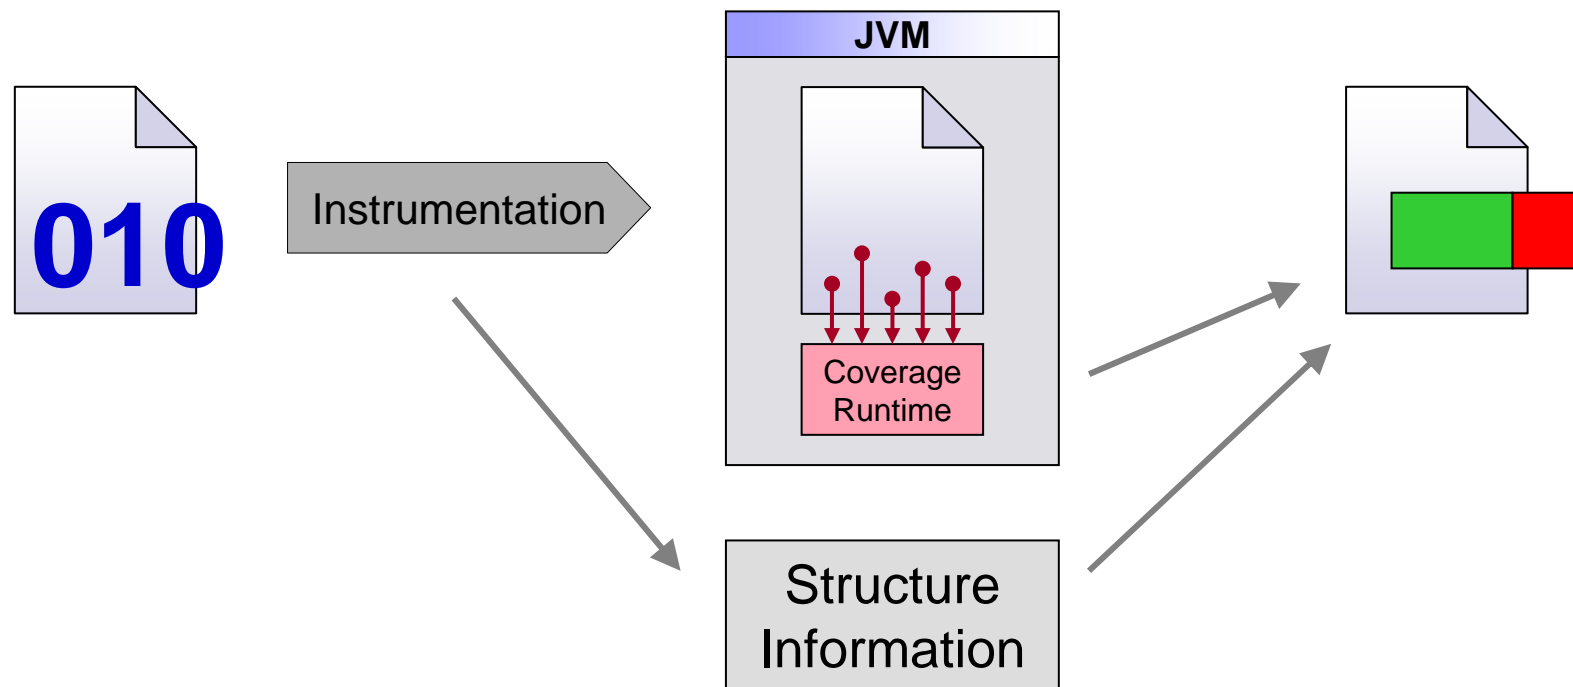 JVM
010
Instrumentation
Coverage
Runtime
Structure
Information